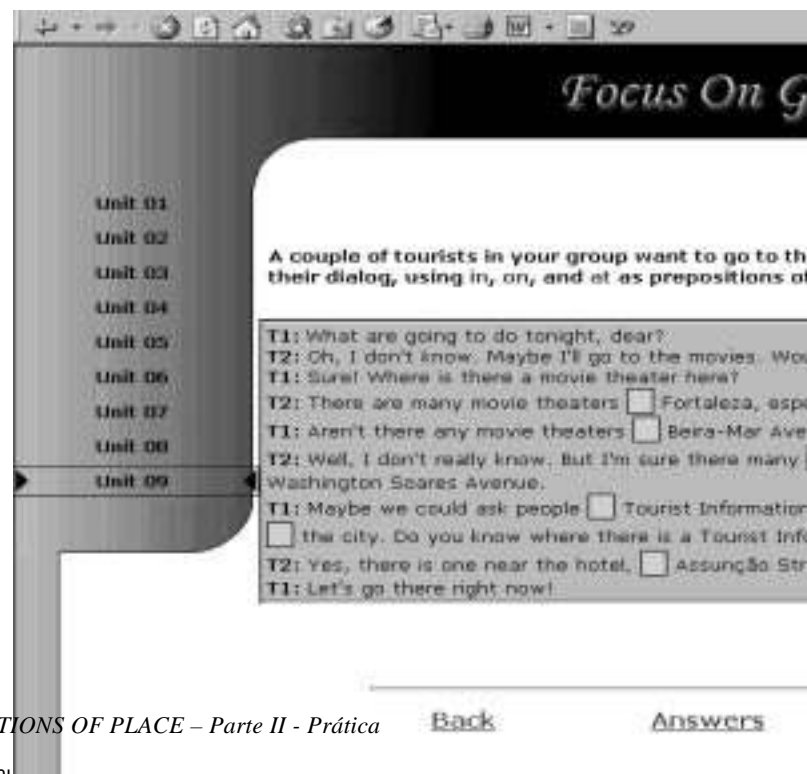 Focus On G
Unit 01
Unit 02
Unit 03
Unit 04
Unit 05
Unit 06
Unit 07
Unit 08
Unit 09
A couple of tourists in your group want to go to th
their dialog, using in, on, and at as prepositions of
T1: What are going to do tonight, dear?
T2: Oh, I don't know. Maybe I'll go to the movies. Wou
T1: Sure! Where is there a movie theater here?
T2: There are many movie theaters Fortaleza, espe
T1: Aren't there any movie theaters Beira-Mar Ave
T2: Well, I don't really know. But I'm sure there many
Washington Soares Avenue.
T1: Maybe we could ask people Tourist Information
the city. Do you know where there is a Tourist Info
T2: Yes, there is one near the hotel, Assunção Str
T1: Let's go there right now!
TIONS OF PLACE – Parte II - Prática
Back Answers